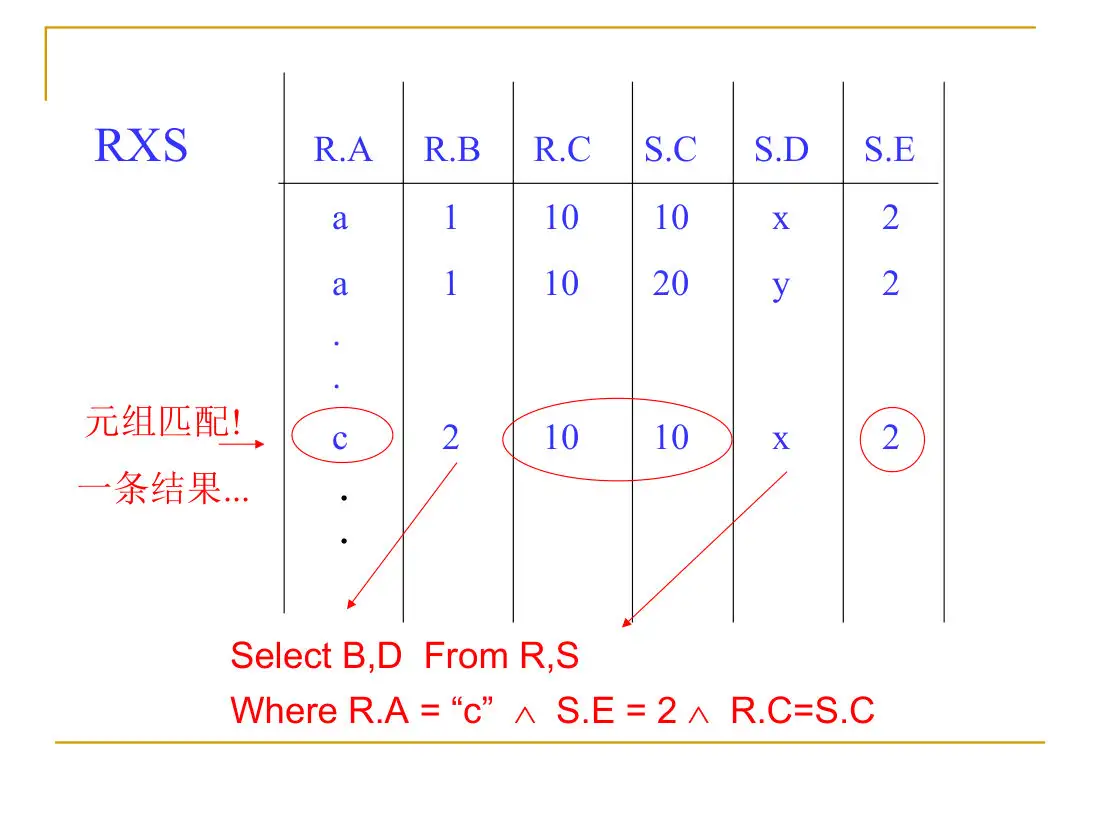 RXS R.A R.B R.C S.C S.D S.E
a 1 10 10 x 2
a 1 10 20 y 2
.
.
元组匹配! c 2 10 10 x 2
一条结果... .
.
Select B,D From R,S
Where R.A = “c” ∧ S.E = 2 ∧ R.C=S.C